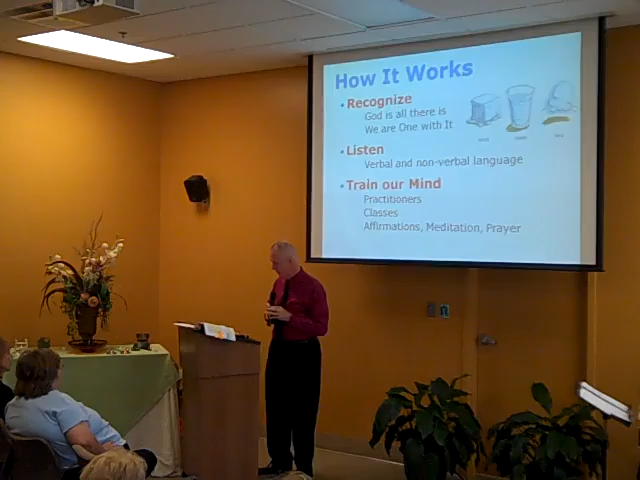 How It Works
• Recognize
God is all there is
We are One with It
• Listen
Verbal and non-verbal language
• Train our Mind
Practitioners
Classes
Affirmations, Meditation, Prayer